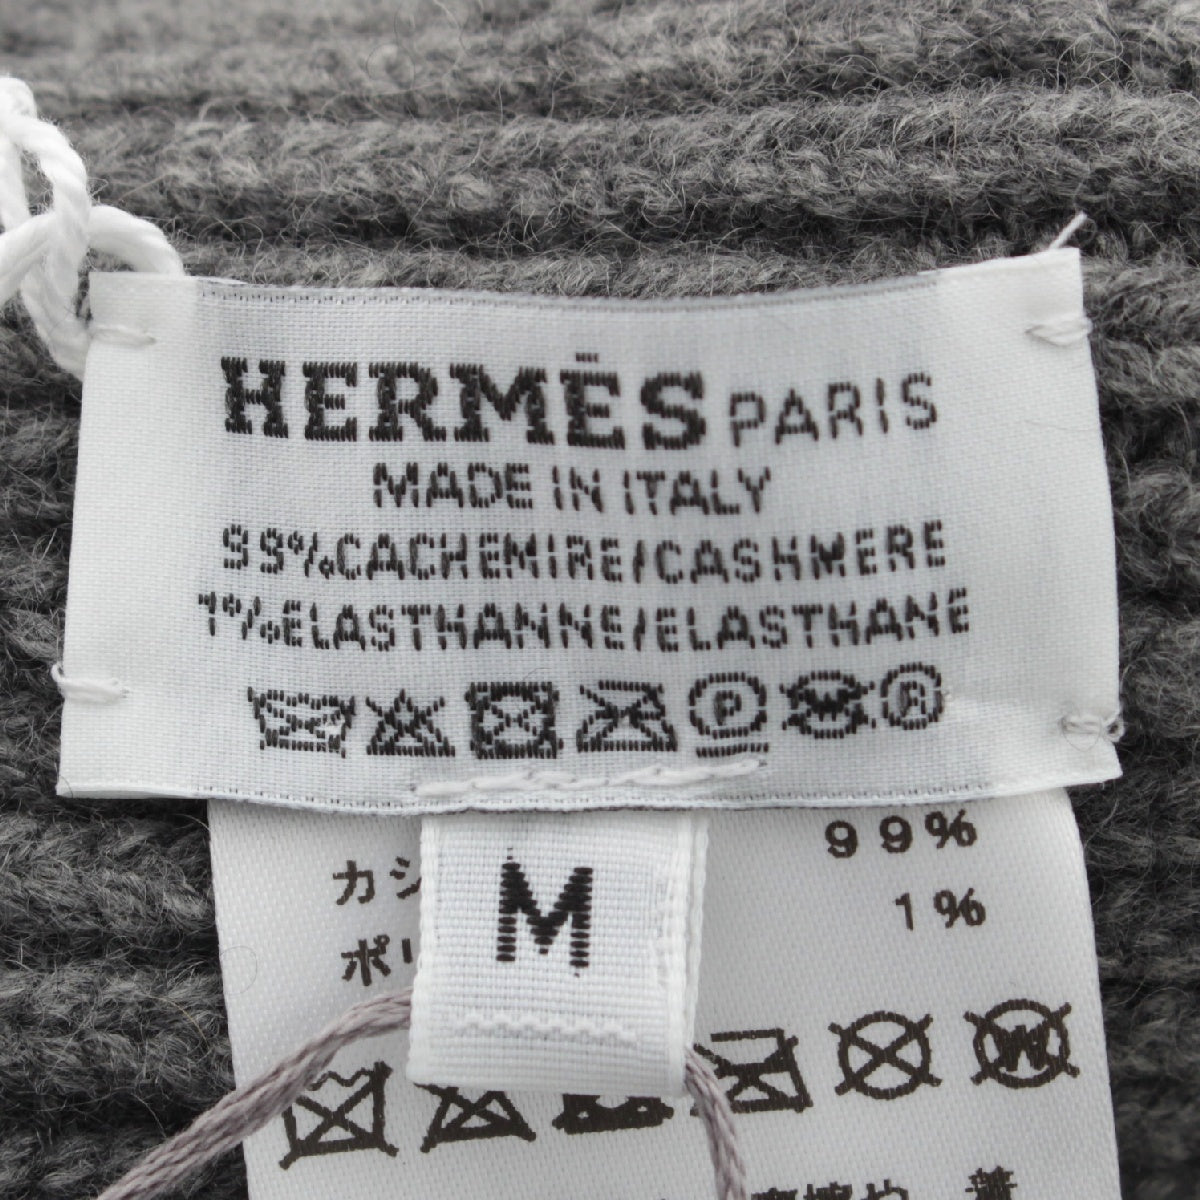 HERMÈS PARIS
MADE IN ITALY
99%CACHEMIRE/CASHMERE
1%ELASTHANNE/ELASTHANE
P W R
M
99%
カシ
1%
ポリ
W